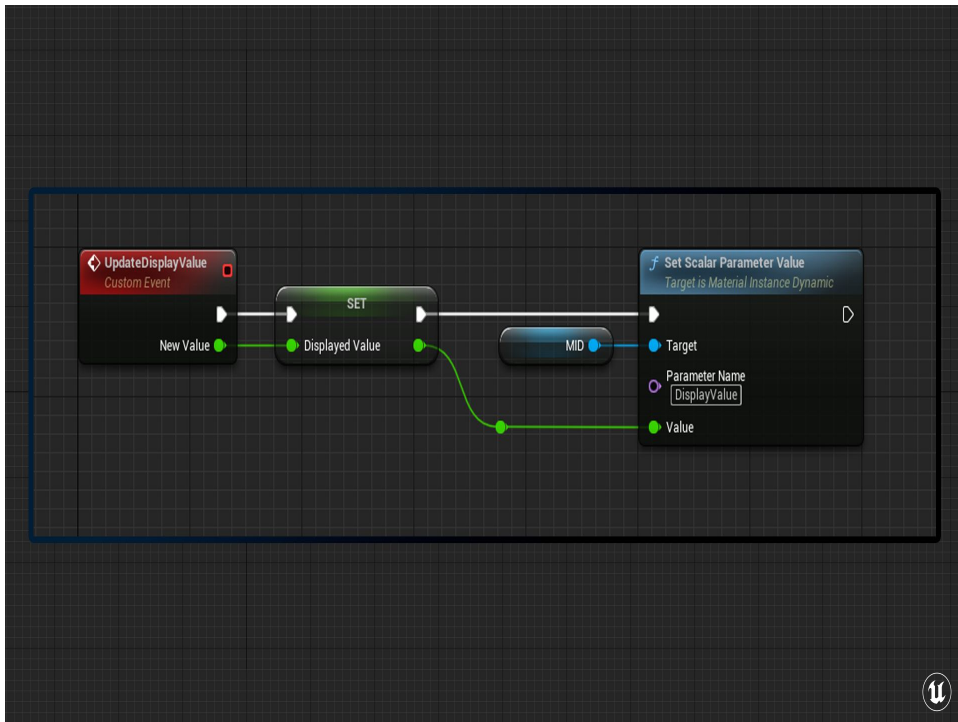 UpdateDisplayValue
Custom Event
New Value
SET
Displayed Value
MID
Set Scalar Parameter Value
Target is Material Instance Dynamic
Target
Parameter Name
DisplayValue
Value